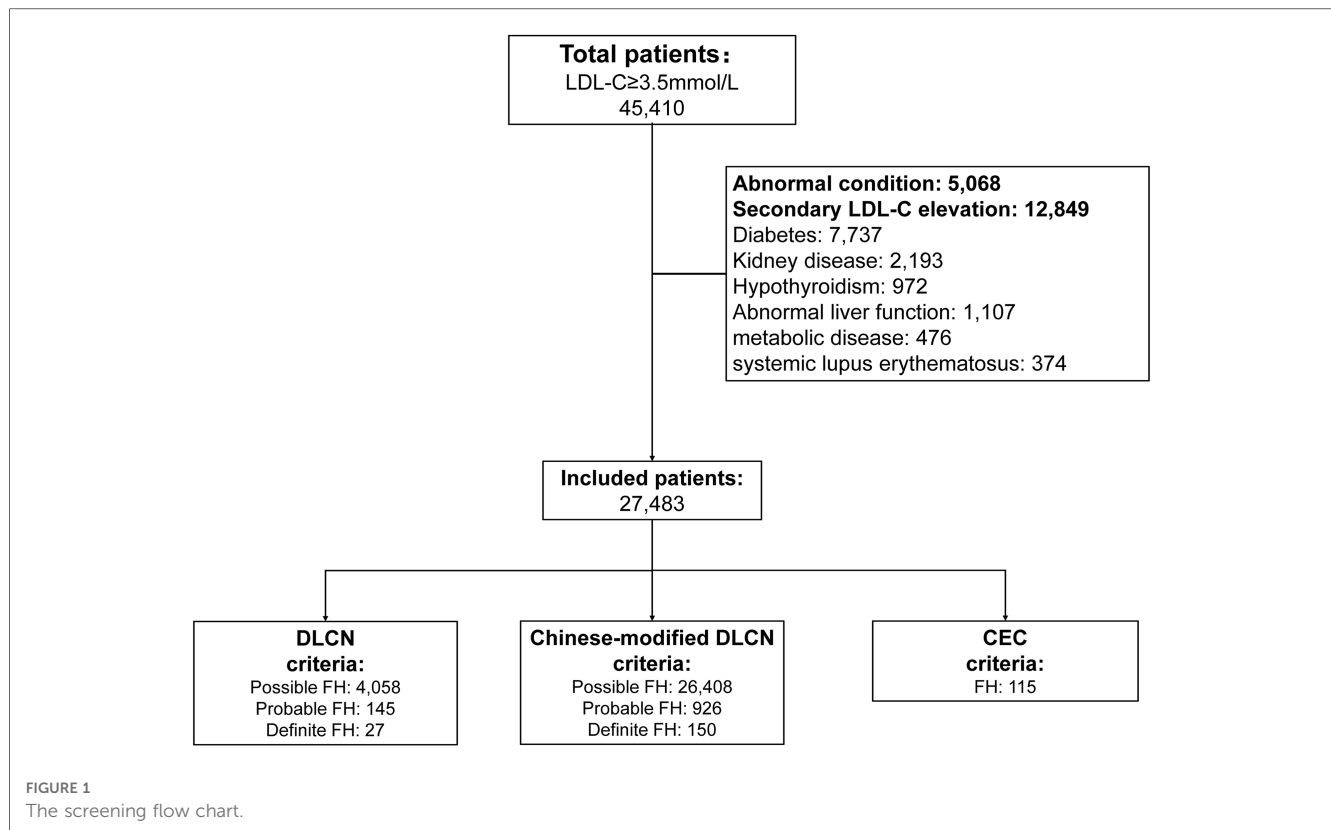 Total patients：
LDL-C≥3.5mmol/L
45,410
Abnormal condition: 5,068
Secondary LDL-C elevation: 12,849
Diabetes: 7,737
Kidney disease: 2,193
Hypothyroidism: 972
Abnormal liver function: 1,107
metabolic disease: 476
systemic lupus erythematosus: 374
Included patients:
27,483
DLCN
criteria:
Possible FH: 4,058
Probable FH: 145
Definite FH: 27
Chinese-modified DLCN
criteria:
Possible FH: 26,408
Probable FH: 926
Definite FH: 150
CEC
criteria:
FH: 115
FIGURE 1
The screening flow chart.